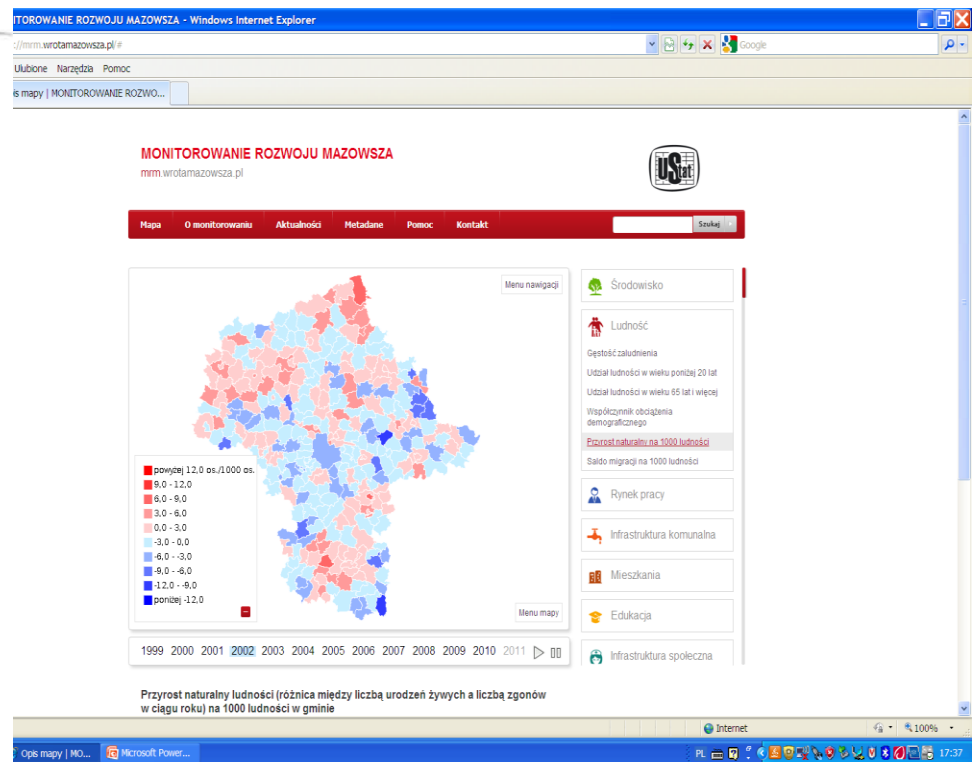 ITOROWANIE ROZWOJU MAZOWSZA - Windows Internet Explorer
://mrm.wrotamazowsza.pl/#
Google
Ulubione Narzędzia Pomoc
is mapy | MONITOROWANIE ROZWO...
MONITOROWANIE ROZWOJU MAZOWSZA
mrm.wrotamazowsza.pl
UStat
Mapa O monitorowaniu Aktualności Metadane Pomoc Kontakt
Szukaj
Menu nawigacji
powyżej 12,0 os./1000 os.
9,0 - 12,0
6,0 - 9,0
3,0 - 6,0
0,0 - 3,0
-3,0 - 0,0
-6,0 - -3,0
-9,0 - -6,0
-12,0 - -9,0
poniżej -12,0
Menu mapy
Środowisko
Ludność
Gęstość zaludnienia
Udział ludności w wieku poniżej 20 lat
Udział ludności w wieku 65 lat i więcej
Współczynnik obciążenia
demograficznego
Przyrost naturalny na 1000 ludności
Saldo migracji na 1000 ludności
Rynek pracy
Infrastruktura komunalna
Mieszkania
Edukacja
Infrastruktura społeczna
1999 2000 2001 2002 2003 2004 2005 2006 2007 2008 2009 2010 2011
Przyrost naturalny ludności (różnica między liczbą urodzeń żywych a liczbą zgonów
w ciągu roku) na 1000 ludności w gminie
Internet
100%
Opis mapy | MO...
Microsoft Power...
PL
17:37